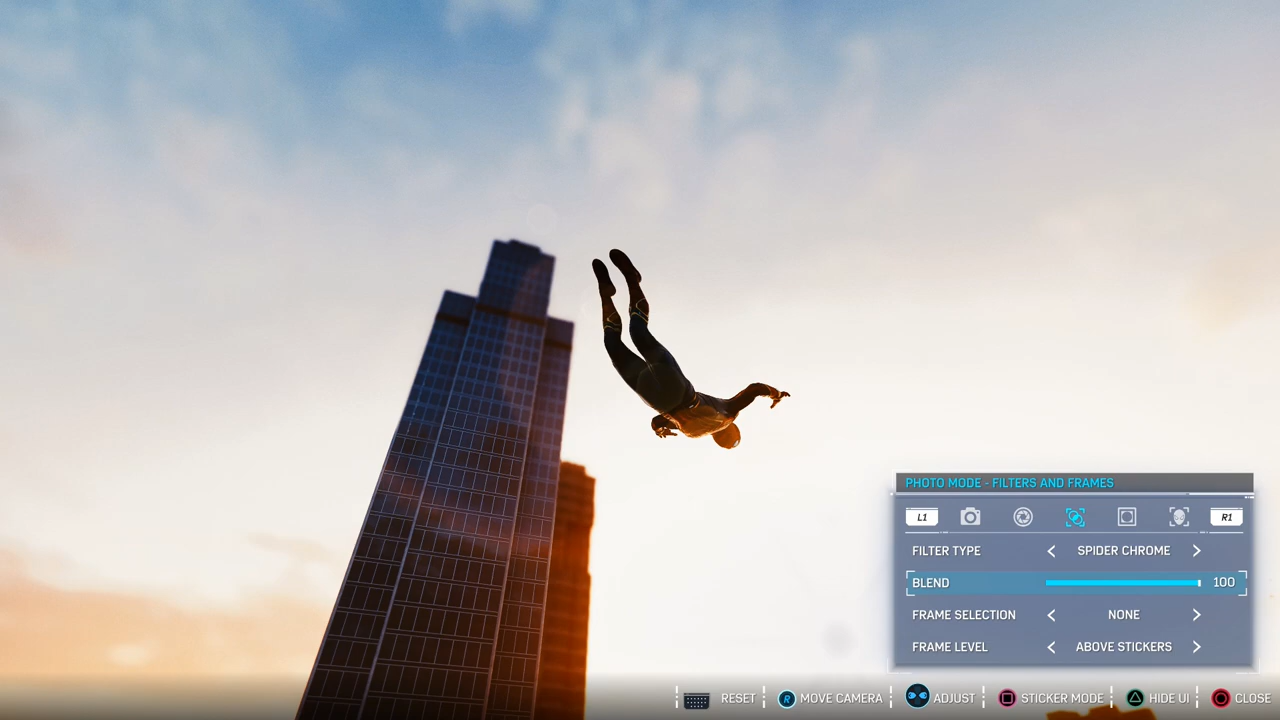 PHOTO MODE - FILTERS AND FRAMES
L1 R1
FILTER TYPE SPIDER CHROME
BLEND 100
FRAME SELECTION NONE
FRAME LEVEL ABOVE STICKERS
RESET R MOVE CAMERA ADJUST STICKER MODE HIDE UI CLOSE